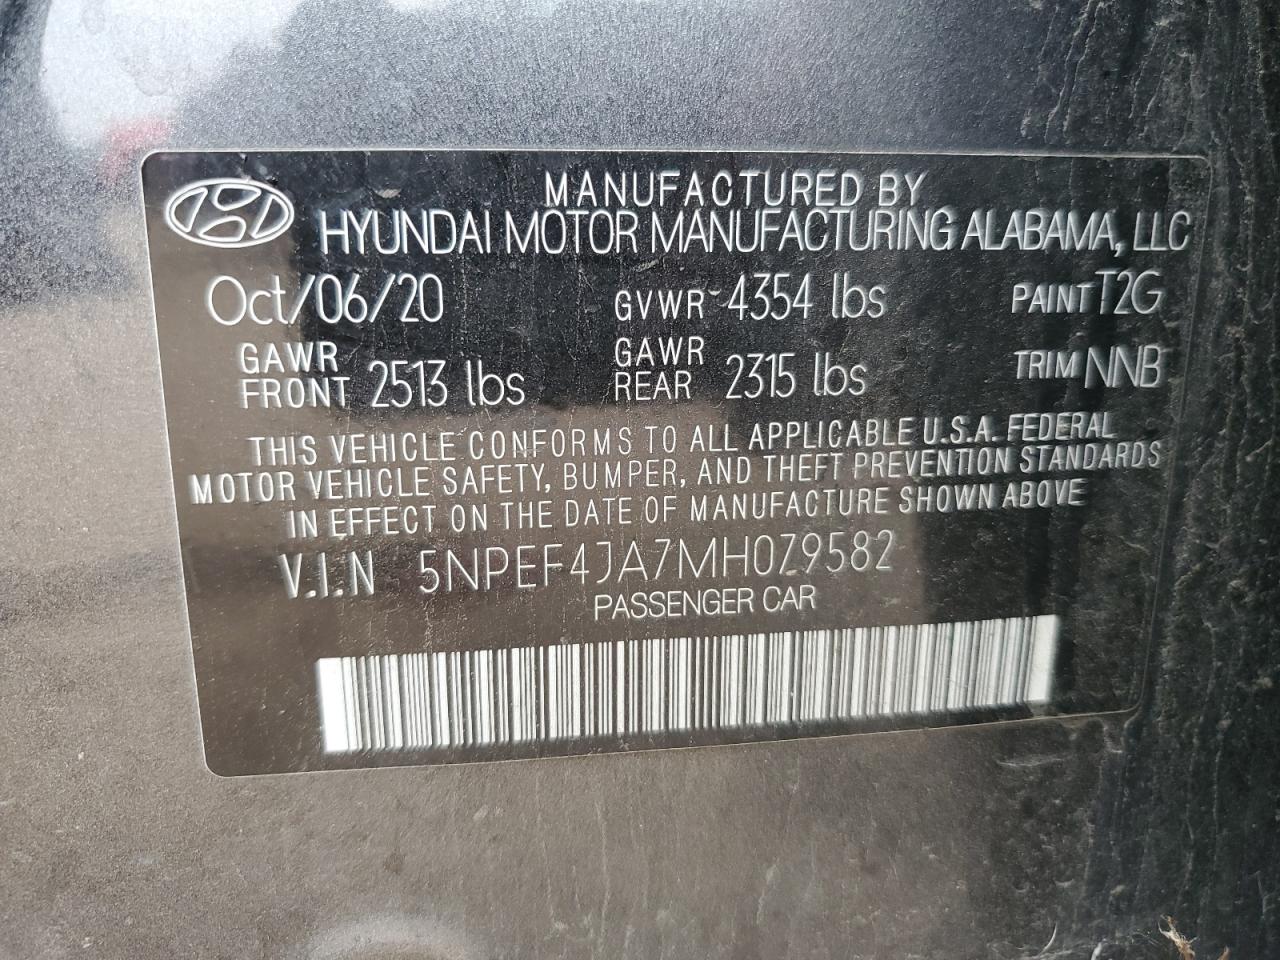 MANUFACTURED BY
HYUNDAI MOTOR MANUFACTURING ALABAMA, LLC
Oct/06/20 GVWR 4354 lbs PAINT T2G
GAWR FRONT 2513 lbs GAWR REAR 2315 lbs TRIM NNB
THIS VEHICLE CONFORMS TO ALL APPLICABLE U.S.A. FEDERAL
MOTOR VEHICLE SAFETY, BUMPER, AND THEFT PREVENTION STANDARDS
IN EFFECT ON THE DATE OF MANUFACTURE SHOWN ABOVE
V.I.N 5NPEF4JA7MH0Z9582
PASSENGER CAR